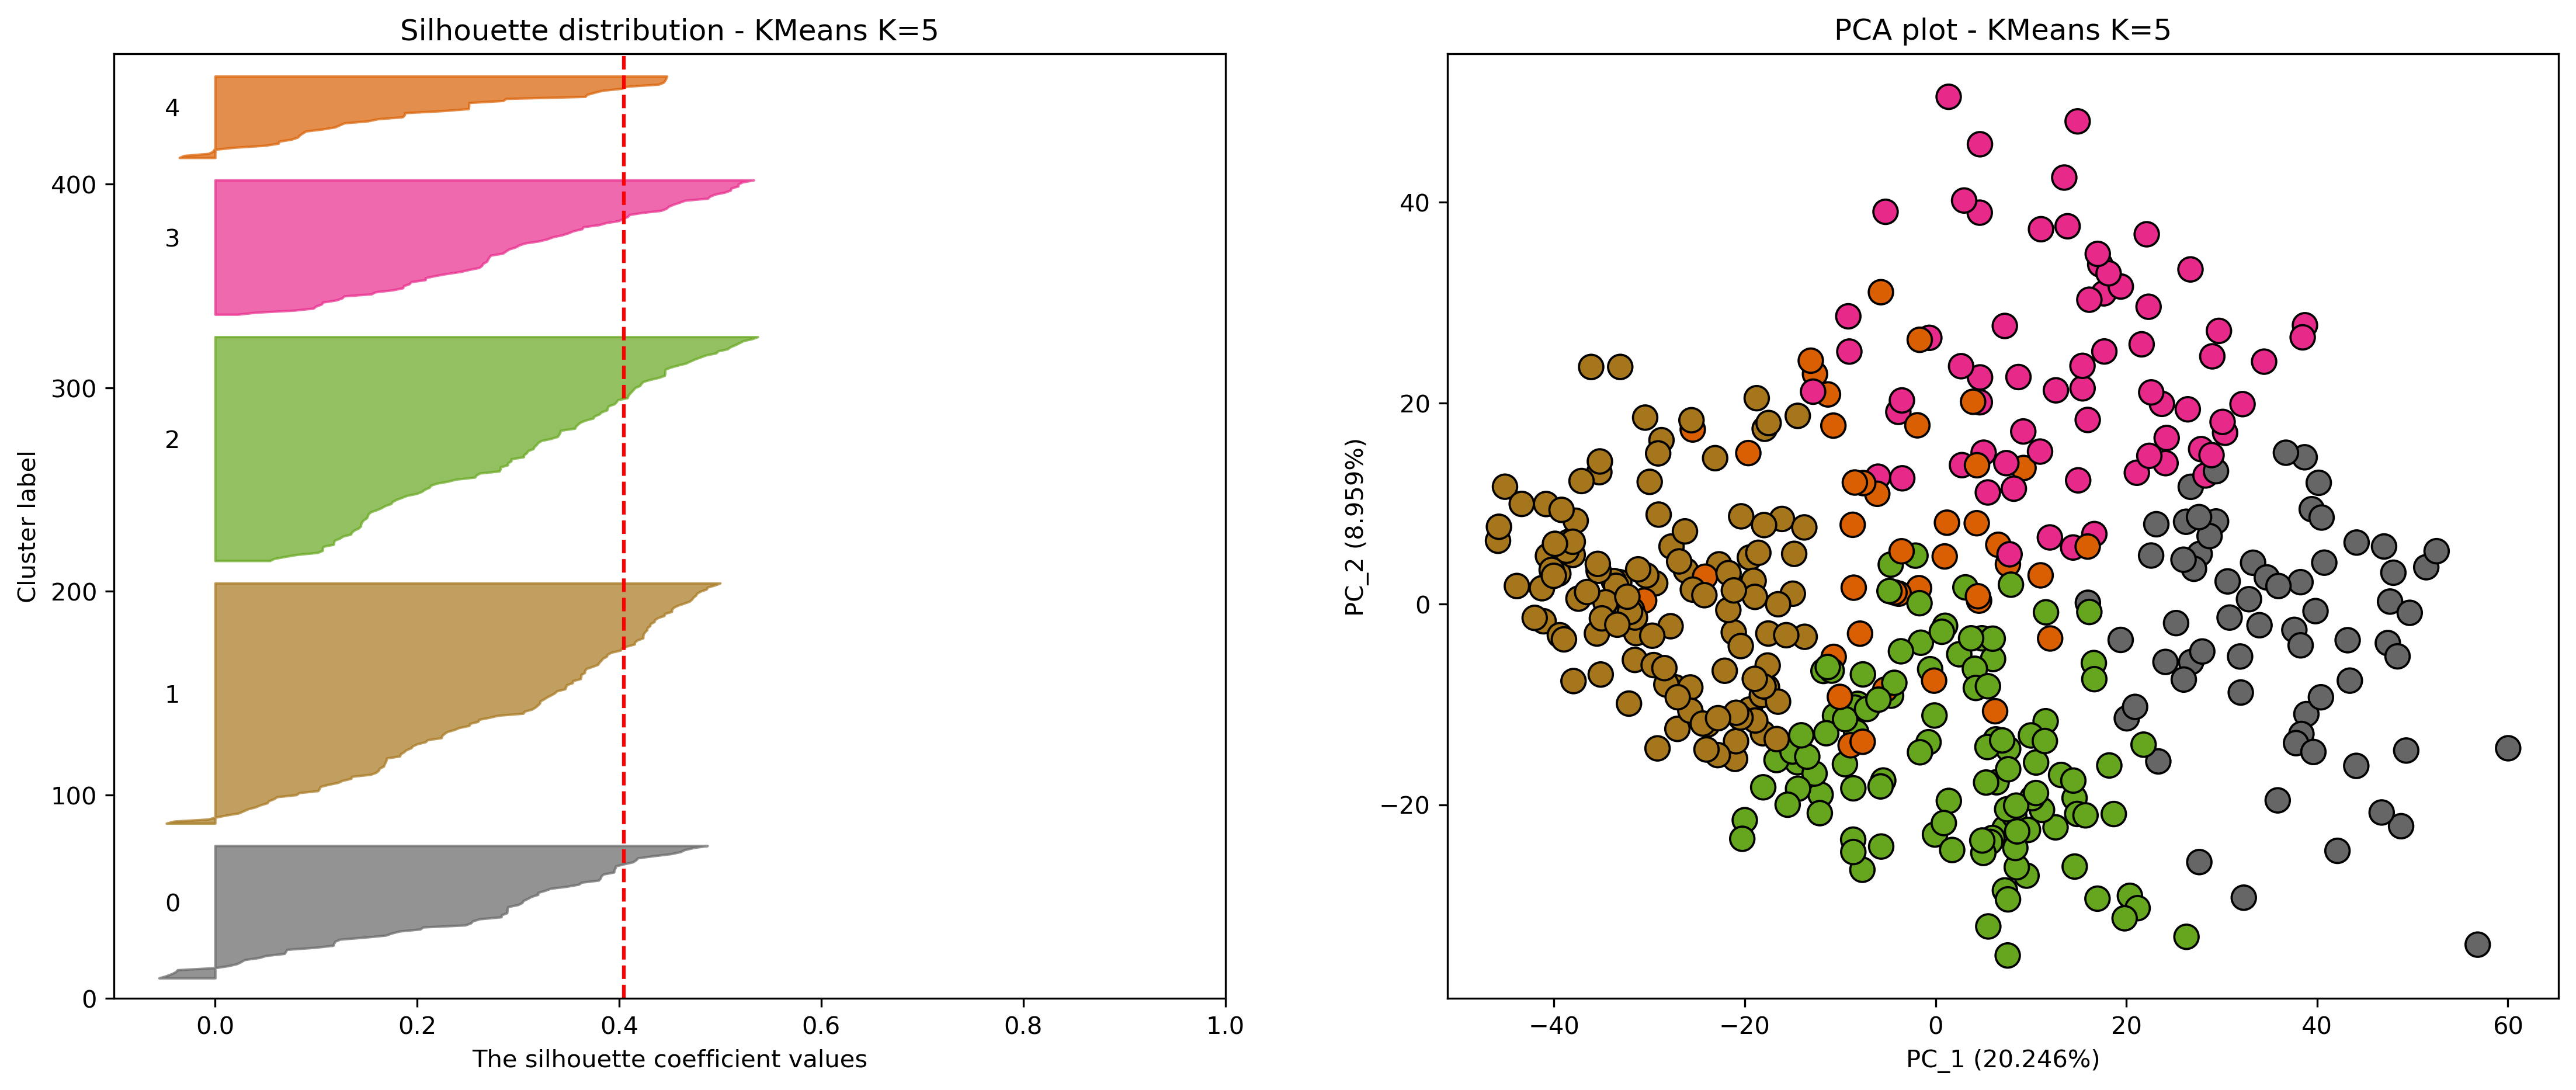 Silhouette distribution - KMeans K=5
4
3
2
1
0
400
300
200
100
0
Cluster label
0.0 0.2 0.4 0.6 0.8 1.0
The silhouette coefficient values
PCA plot - KMeans K=5
40
20
0
−20
PC_2 (8.959%)
−40 −20 0 20 40 60
PC_1 (20.246%)